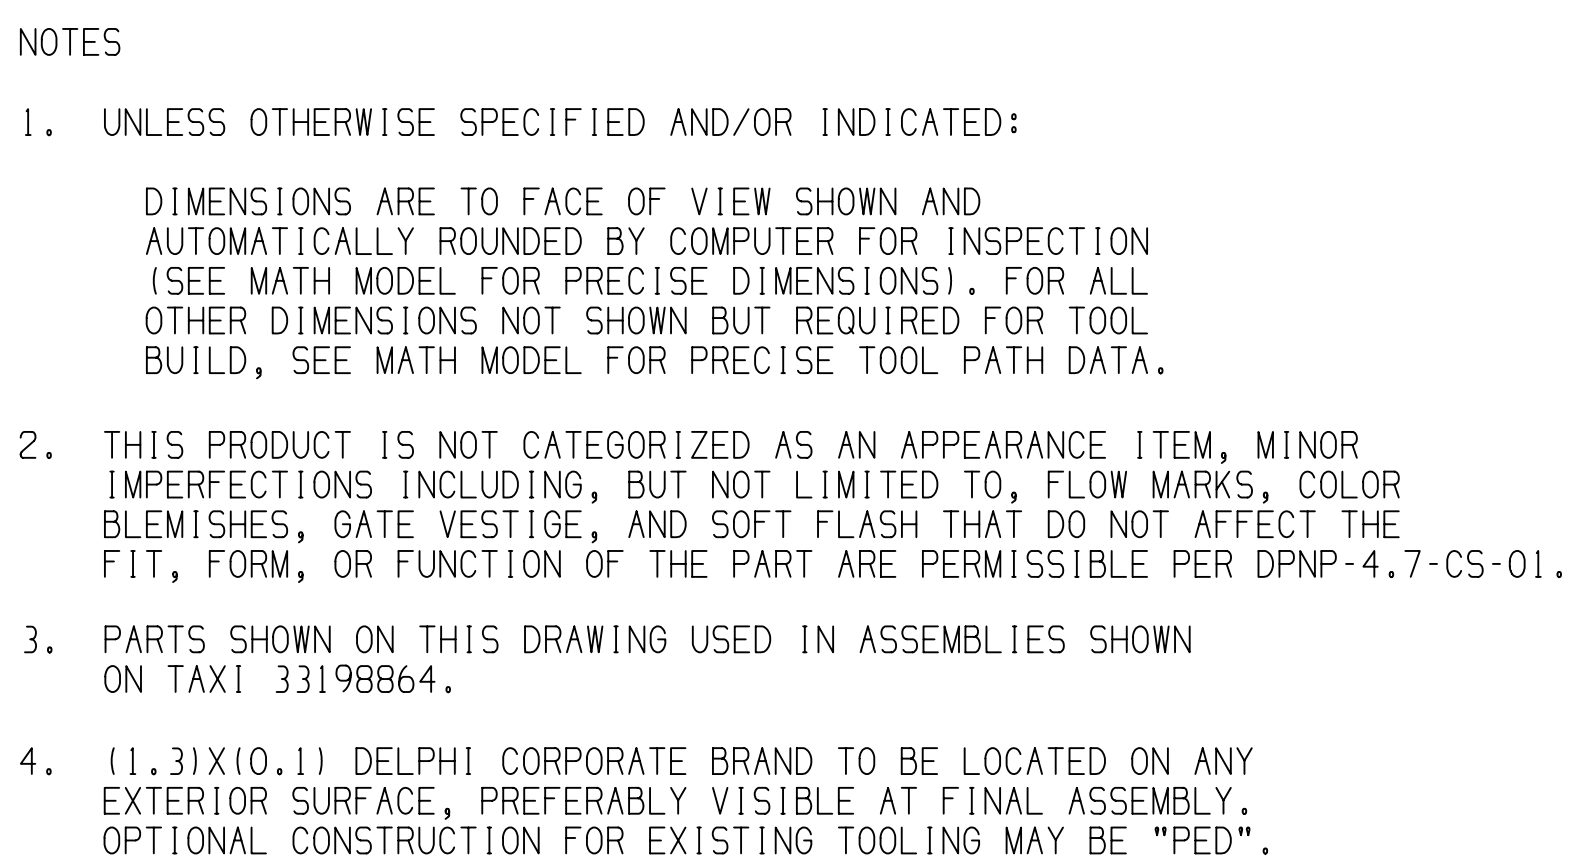 NOTES
1. UNLESS OTHERWISE SPECIFIED AND/OR INDICATED:
DIMENSIONS ARE TO FACE OF VIEW SHOWN AND
AUTOMATICALLY ROUNDED BY COMPUTER FOR INSPECTION
(SEE MATH MODEL FOR PRECISE DIMENSIONS). FOR ALL
OTHER DIMENSIONS NOT SHOWN BUT REQUIRED FOR TOOL
BUILD, SEE MATH MODEL FOR PRECISE TOOL PATH DATA.
2. THIS PRODUCT IS NOT CATEGORIZED AS AN APPEARANCE ITEM, MINOR
IMPERFECTIONS INCLUDING, BUT NOT LIMITED TO, FLOW MARKS, COLOR
BLEMISHES, GATE VESTIGE, AND SOFT FLASH THAT DO NOT AFFECT THE
FIT, FORM, OR FUNCTION OF THE PART ARE PERMISSIBLE PER DPNP-4.7-CS-01.
3. PARTS SHOWN ON THIS DRAWING USED IN ASSEMBLIES SHOWN
ON TAXI 33198864.
4. (1.3)X(0.1) DELPHI CORPORATE BRAND TO BE LOCATED ON ANY
EXTERIOR SURFACE, PREFERABLY VISIBLE AT FINAL ASSEMBLY.
OPTIONAL CONSTRUCTION FOR EXISTING TOOLING MAY BE "PED".